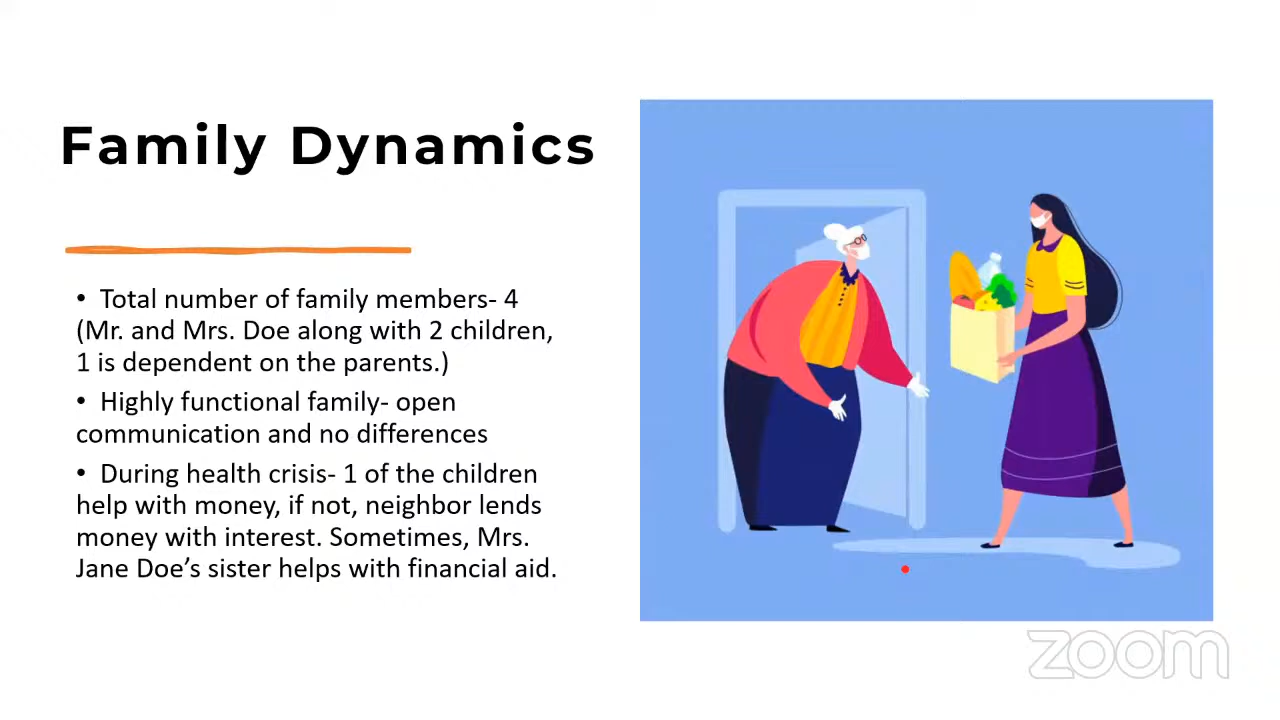 Family Dynamics
• Total number of family members- 4
(Mr. and Mrs. Doe along with 2 children,
1 is dependent on the parents.)
• Highly functional family- open
communication and no differences
• During health crisis- 1 of the children
help with money, if not, neighbor lends
money with interest. Sometimes, Mrs.
Jane Doe’s sister helps with financial aid.
zoom